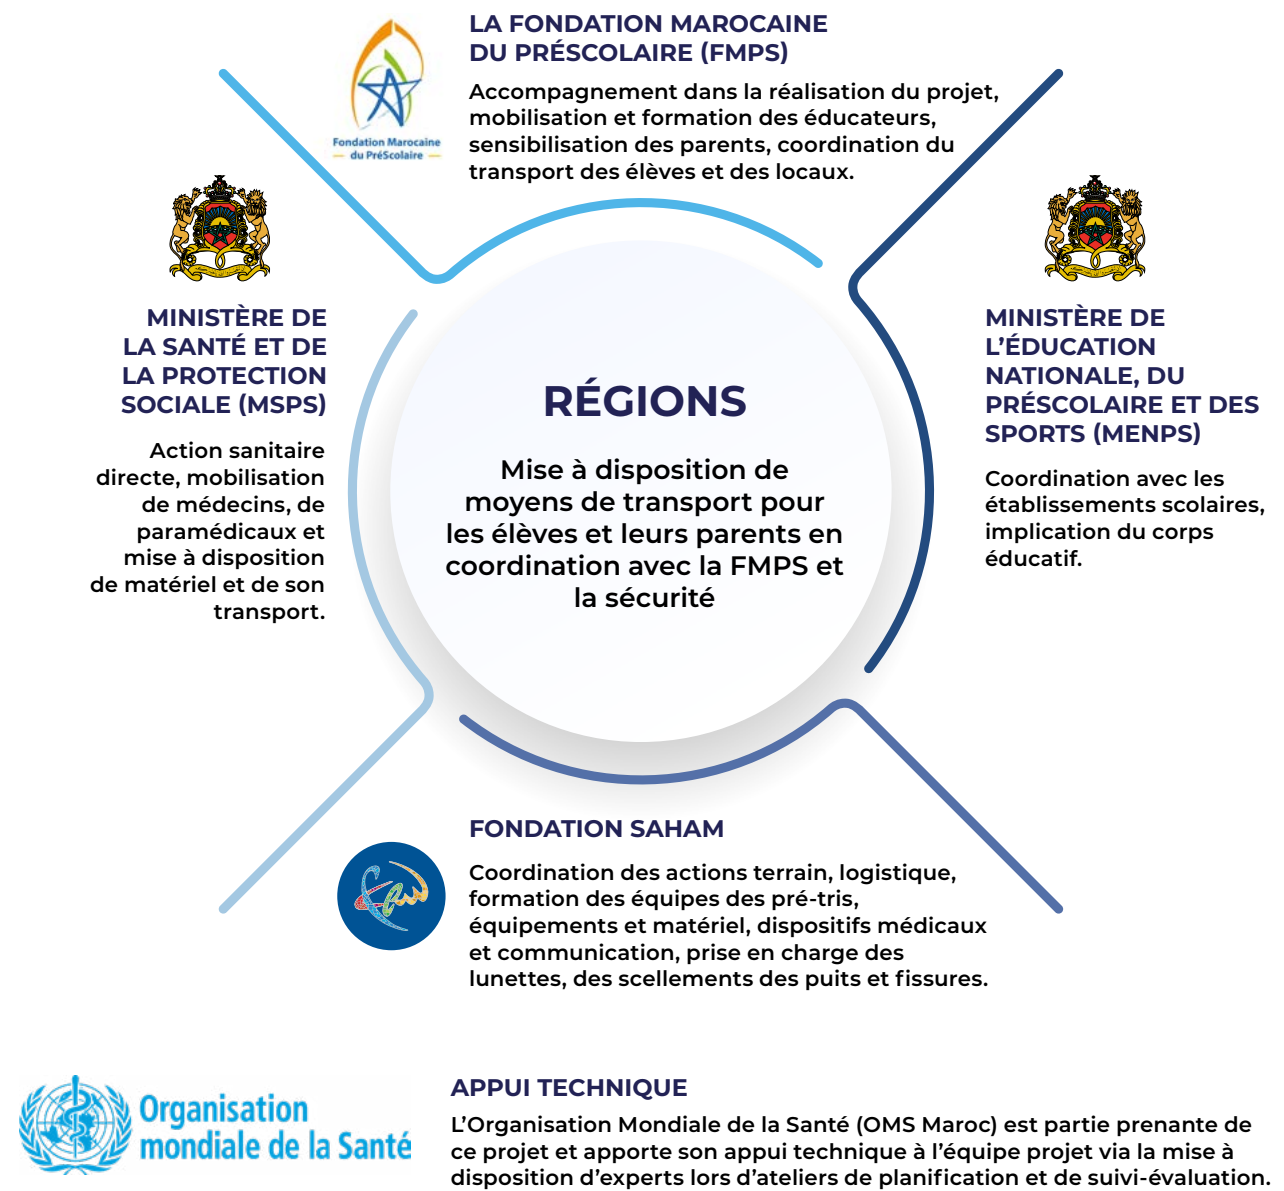 LA FONDATION MAROCAINE
DU PRÉSCOLAIRE (FMPS)
Accompagnement dans la réalisation du projet,
mobilisation et formation des éducateurs,
sensibilisation des parents, coordination du
transport des élèves et des locaux.
Fondation Marocaine
du PréScolaire
MINISTÈRE DE
LA SANTÉ ET DE
LA PROTECTION
SOCIALE (MSPS)
Action sanitaire
directe, mobilisation
de médecins, de
paramédicaux et
mise à disposition
de matériel et de son
transport.
RÉGIONS
Mise à disposition de
moyens de transport pour
les élèves et leurs parents en
coordination avec la FMPS et
la sécurité
MINISTÈRE DE
L’ÉDUCATION
NATIONALE, DU
PRÉSCOLAIRE ET DES
SPORTS (MENPS)
Coordination avec les
établissements scolaires,
implication du corps
éducatif.
FONDATION SAHAM
Coordination des actions terrain, logistique,
formation des équipes des pré-tris,
équipements et matériel, dispositifs médicaux
et communication, prise en charge des
lunettes, des scellements des puits et fissures.
Organisation
mondiale de la Santé
APPUI TECHNIQUE
L’Organisation Mondiale de la Santé (OMS Maroc) est partie prenante de
ce projet et apporte son appui technique à l’équipe projet via la mise à
disposition d’experts lors d’ateliers de planification et de suivi-évaluation.